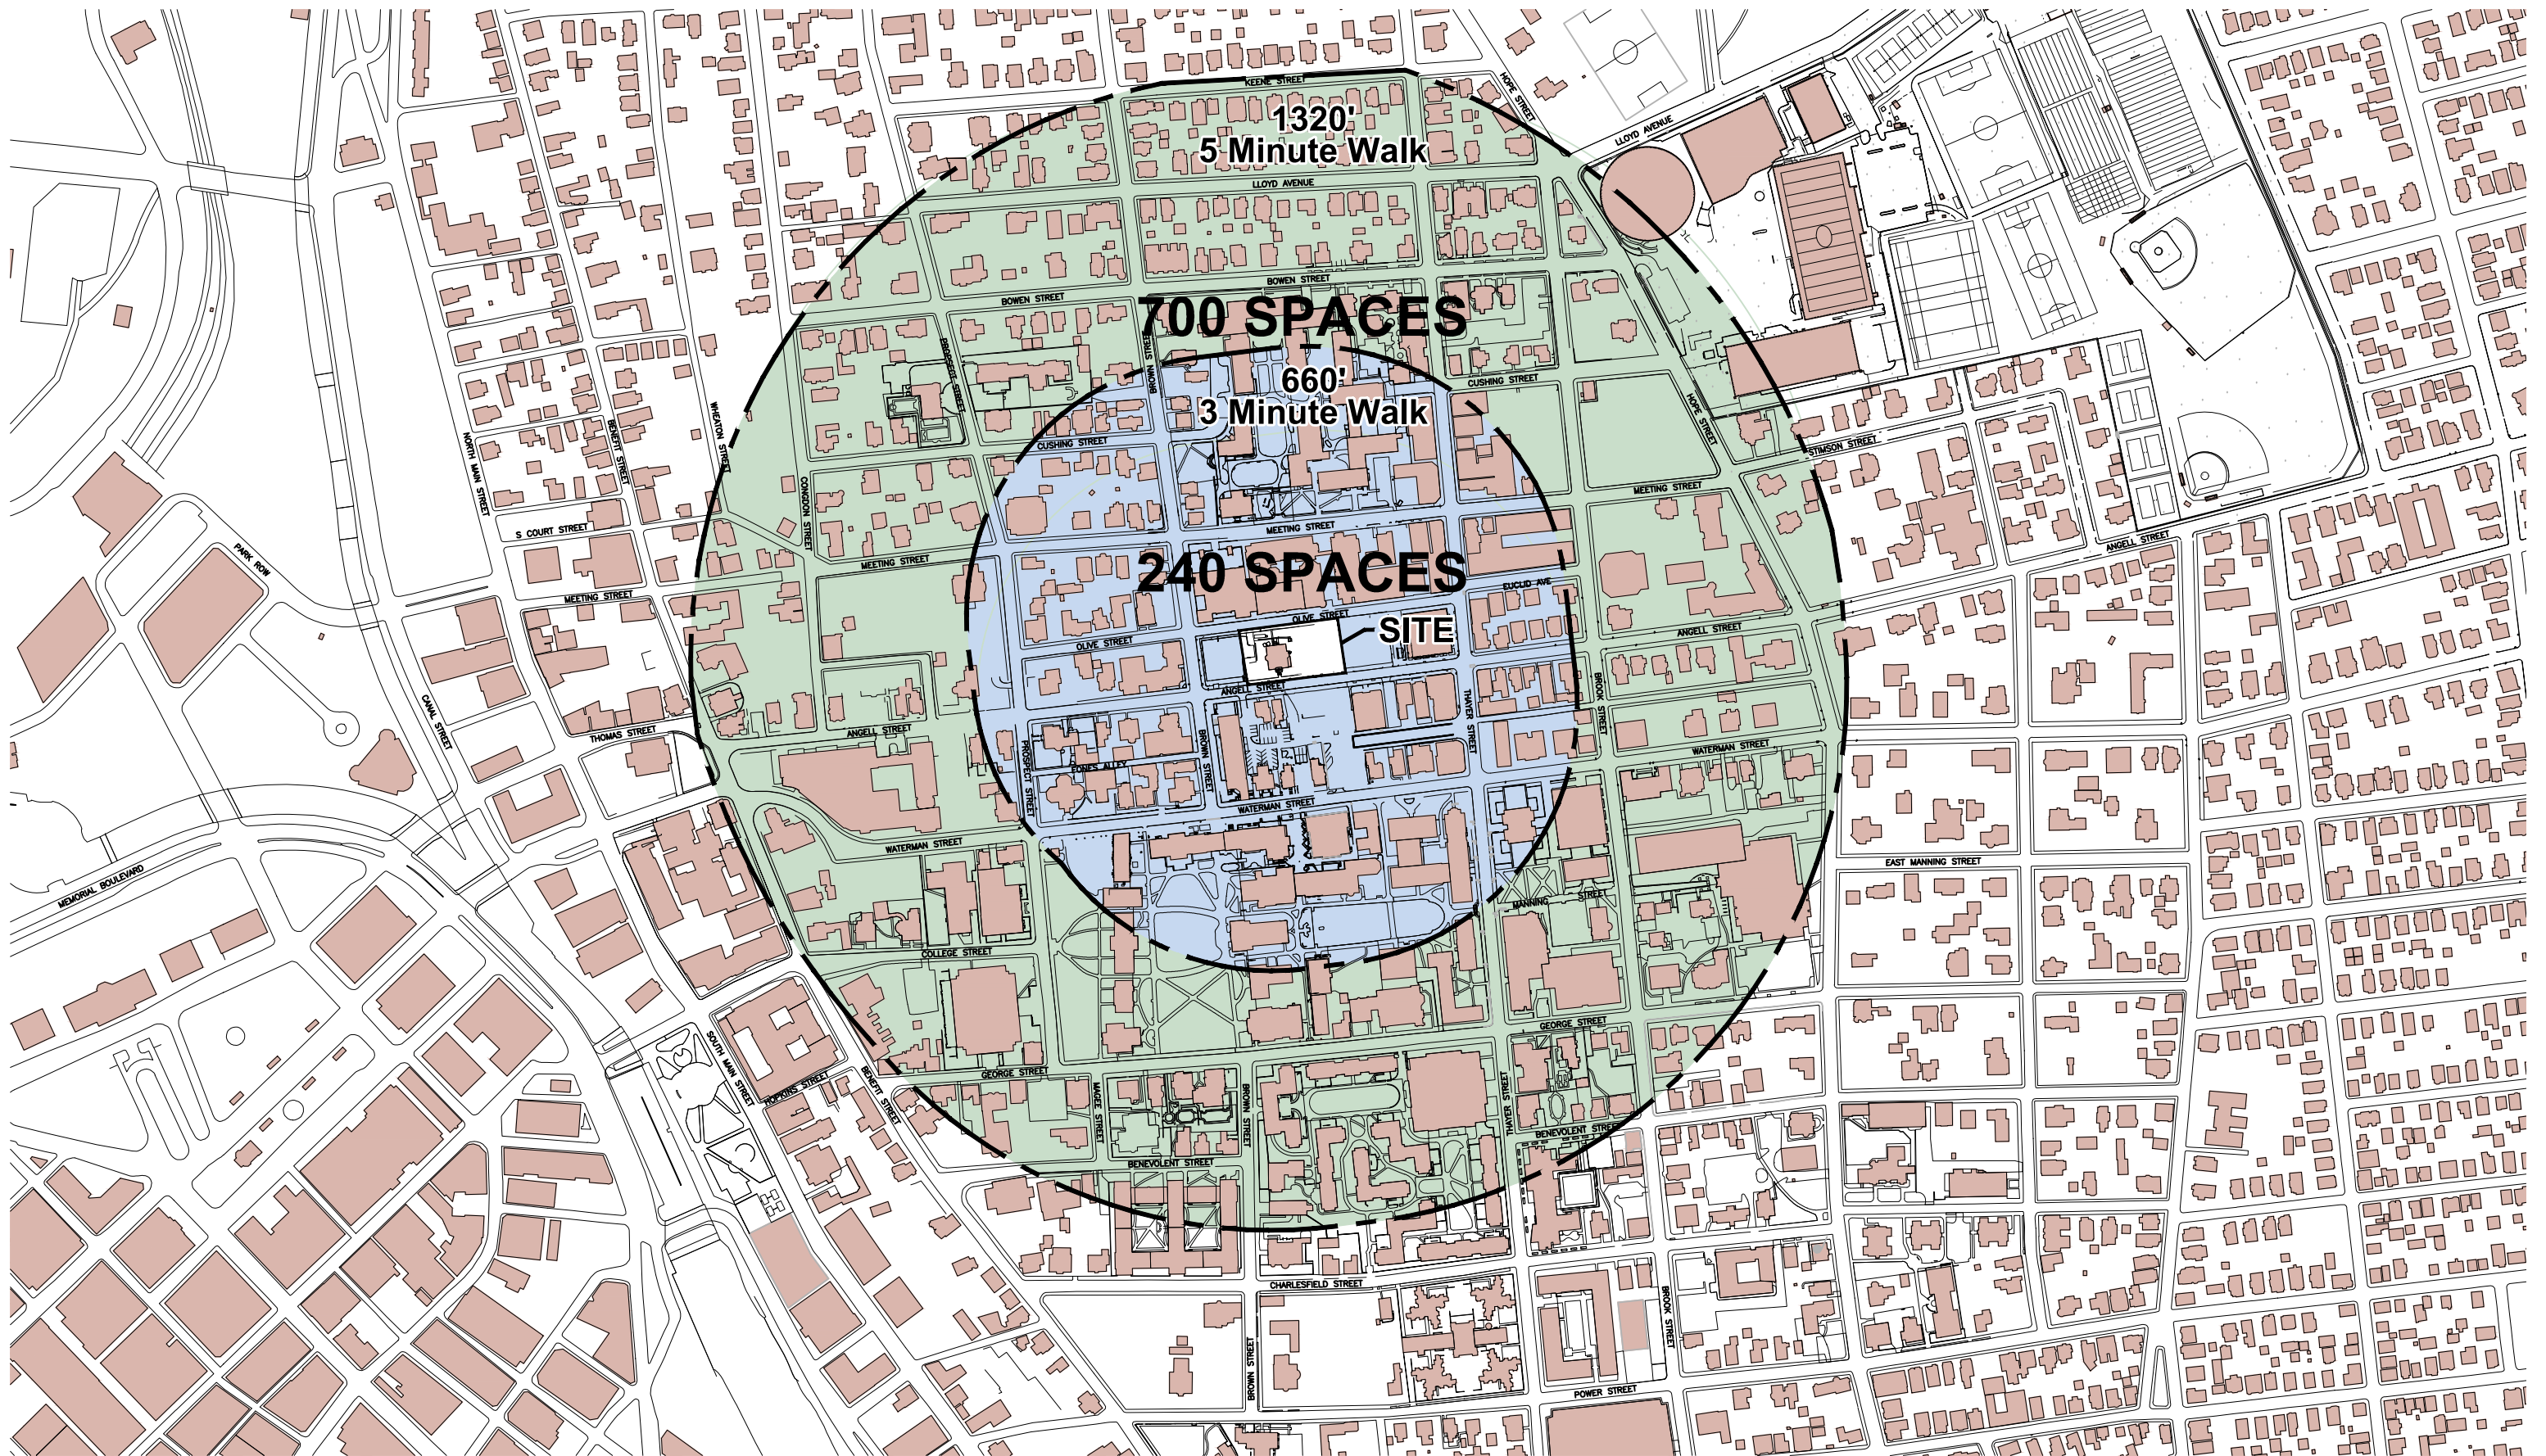 KEENE STREET
1320'
5 Minute Walk
HOPE STREET
LLOYD AVENUE
LLOYD AVENUE
BOWEN STREET
BOWEN STREET
700 SPACES
BROWN STREET
PROSPECT STREET
660'
3 Minute Walk
CUSHING STREET
CUSHING STREET
HOPE STREET
WHEATON STREET
BENEFIT STREET
NORTH MAIN STREET
CONGDON STREET
STIMSON STREET
MEETING STREET
S COURT STREET
MEETING STREET
PARK ROW
MEETING STREET
ANGELL STREET
240 SPACES
EUCLID AVE
MEETING STREET
OLIVE STREET
SITE
OLIVE STREET
ANGELL STREET
ANGELL STREET
CANAL STREET
THOMAS STREET
ANGELL STREET
PROSPECT STREET
BROWN STREET
THAYER STREET
BROOK STREET
WATERMAN STREET
FONES ALLEY
WATERMAN STREET
WATERMAN STREET
MEMORIAL BOULEVARD
EAST MANNING STREET
MANNING STREET
COLLEGE STREET
GEORGE STREET
SOUTH MAIN STREET
HOPKINS STREET
BENEFIT STREET
GEORGE STREET
MAGEE STREET
BROWN STREET
THAYER STREET
BENEVOLENT STREET
BENEVOLENT STREET
CHARLESFIELD STREET
BROOK STREET
BROWN STREET
POWER STREET